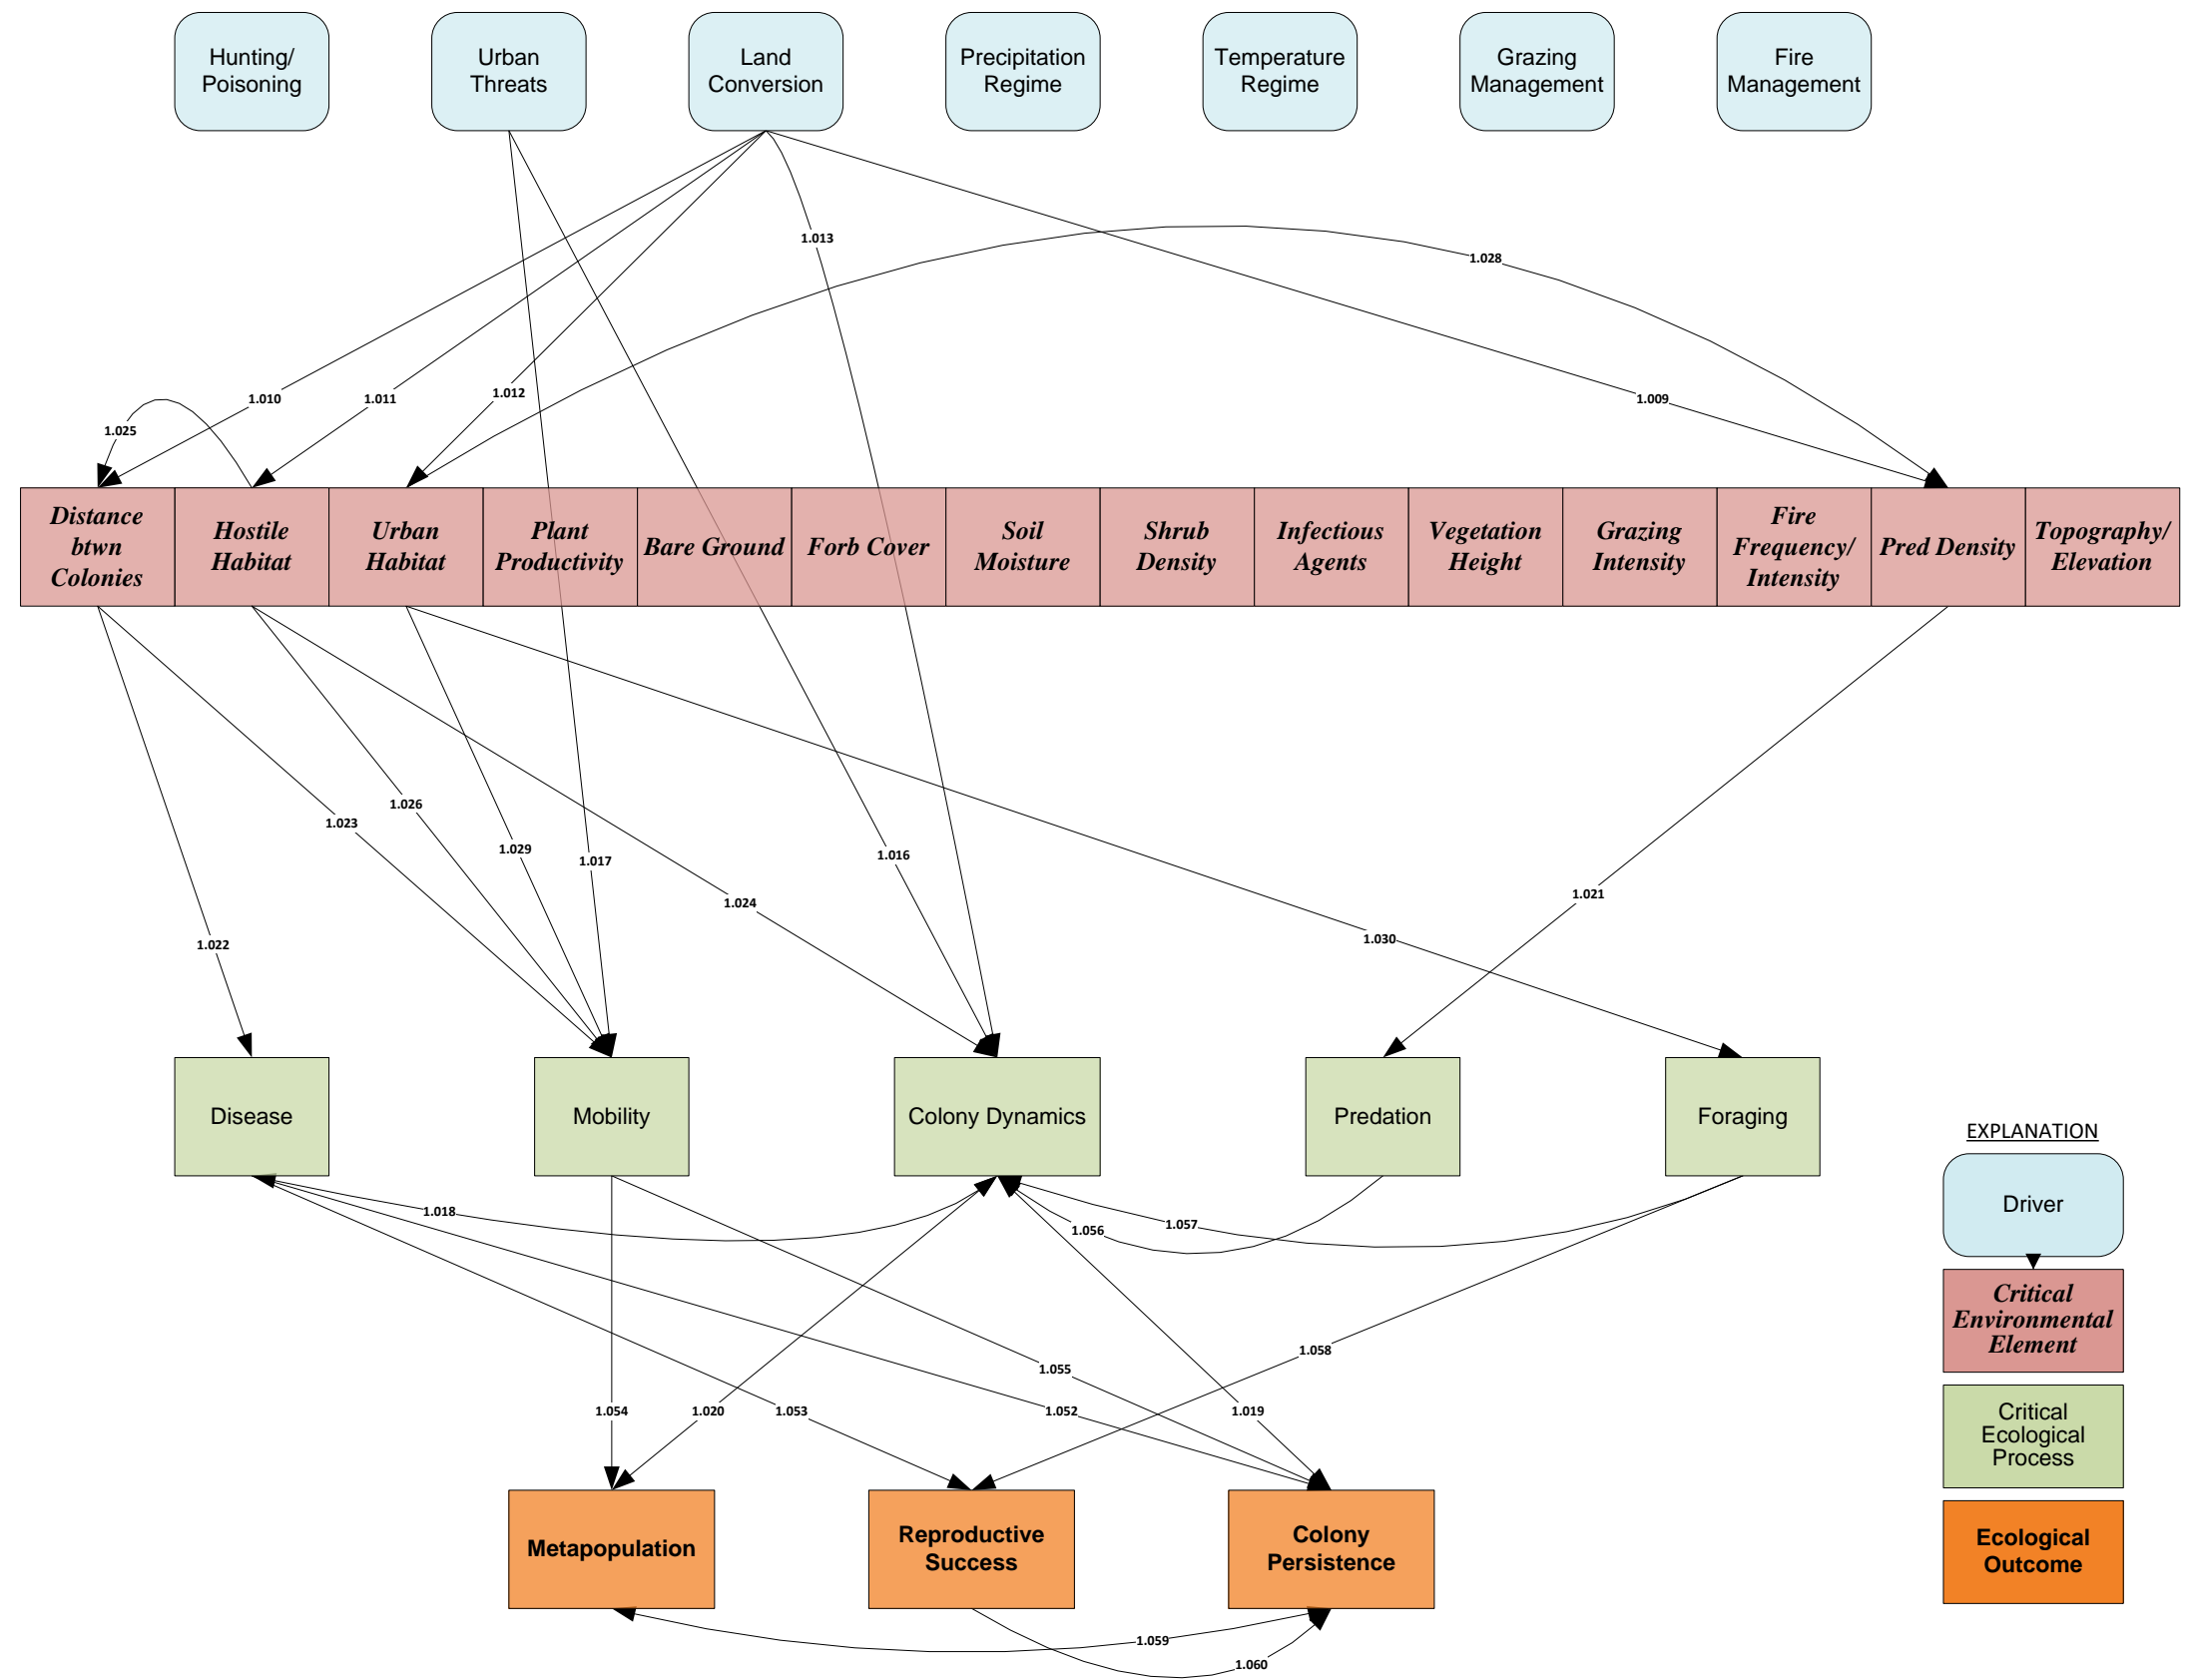 Hunting/
Poisoning
Urban
Threats
Land
Conversion
Precipitation
Regime
Temperature
Regime
Grazing
Management
Fire
Management
1.013
1.028
1.010
1.011
1.012
1.009
1.025
Distance
btwn
Colonies
Hostile
Habitat
Urban
Habitat
Plant
Productivity
Bare Ground
Forb Cover
Soil
Moisture
Shrub
Density
Infectious
Agents
Vegetation
Height
Grazing
Intensity
Fire
Frequency/
Intensity
Pred Density
Topography/
Elevation
1.026
1.023
1.029
1.017
1.016
1.021
1.024
1.030
1.022
Disease
Mobility
Colony Dynamics
Predation
Foraging
1.018
1.056
1.057
1.058
1.055
1.054
1.020
1.053
1.052
1.019
Metapopulation
Reproductive
Success
Colony
Persistence
1.059
1.060
EXPLANATION
Driver
Critical
Environmental
Element
Critical
Ecological
Process
Ecological
Outcome